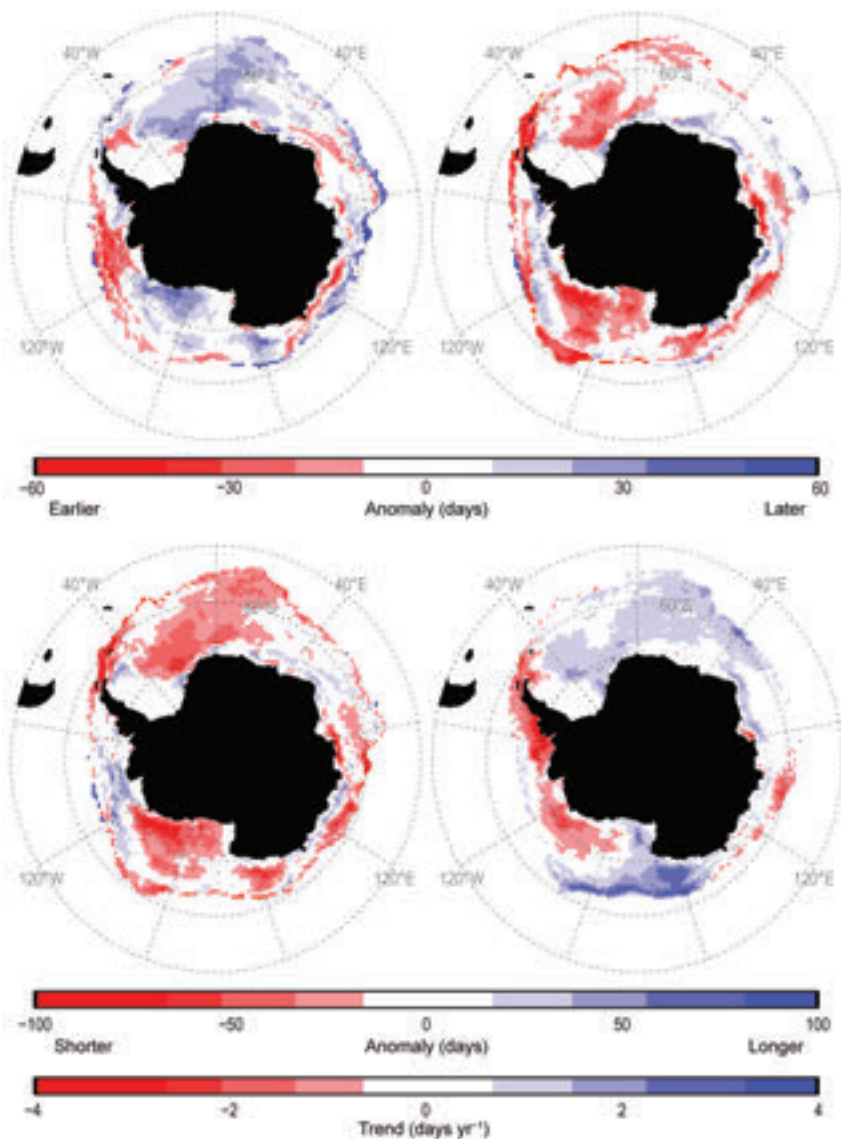 40°W 40°E 40°W 40°E
60°S 60°S
120°W 120°E 120°W 120°E
−60 −30 0 30 60
Earlier Anomaly (days) Later
40°W 40°E 40°W 40°E
60°S 60°S
120°W 120°E 120°W 120°E
−100 −50 0 50 100
Shorter Anomaly (days) Longer
−4 −2 0 2 4
Trend (days yr⁻¹)